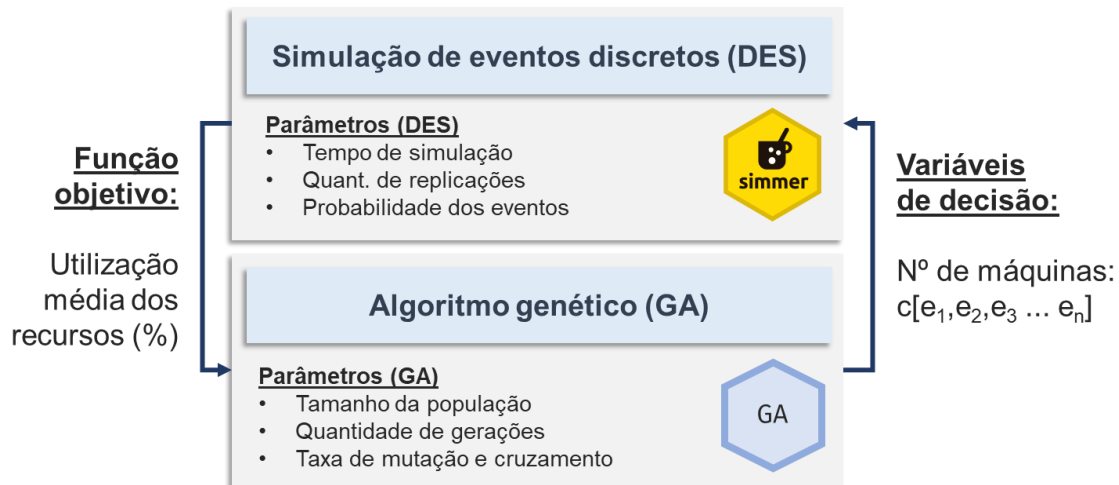 Simulação de eventos discretos (DES)
Parâmetros (DES)
• Tempo de simulação
• Quant. de replicações
• Probabilidade dos eventos
simmer
Função
objetivo:
Utilização
média dos
recursos (%)
Variáveis
de decisão:
Nº de máquinas:
c[e₁,e₂,e₃ ... eₙ]
Algoritmo genético (GA)
Parâmetros (GA)
• Tamanho da população
• Quantidade de gerações
• Taxa de mutação e cruzamento
GA